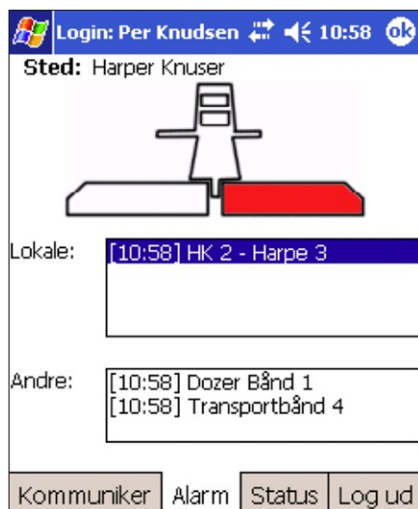 Login: Per Knudsen 10:58 ok
Sted: Harper Knuser
Lokale: [10:58] HK 2 - Harpe 3
Andre: [10:58] Dozer Bånd 1
[10:58] Transportbånd 4
Kommuniker Alarm Status Log ud